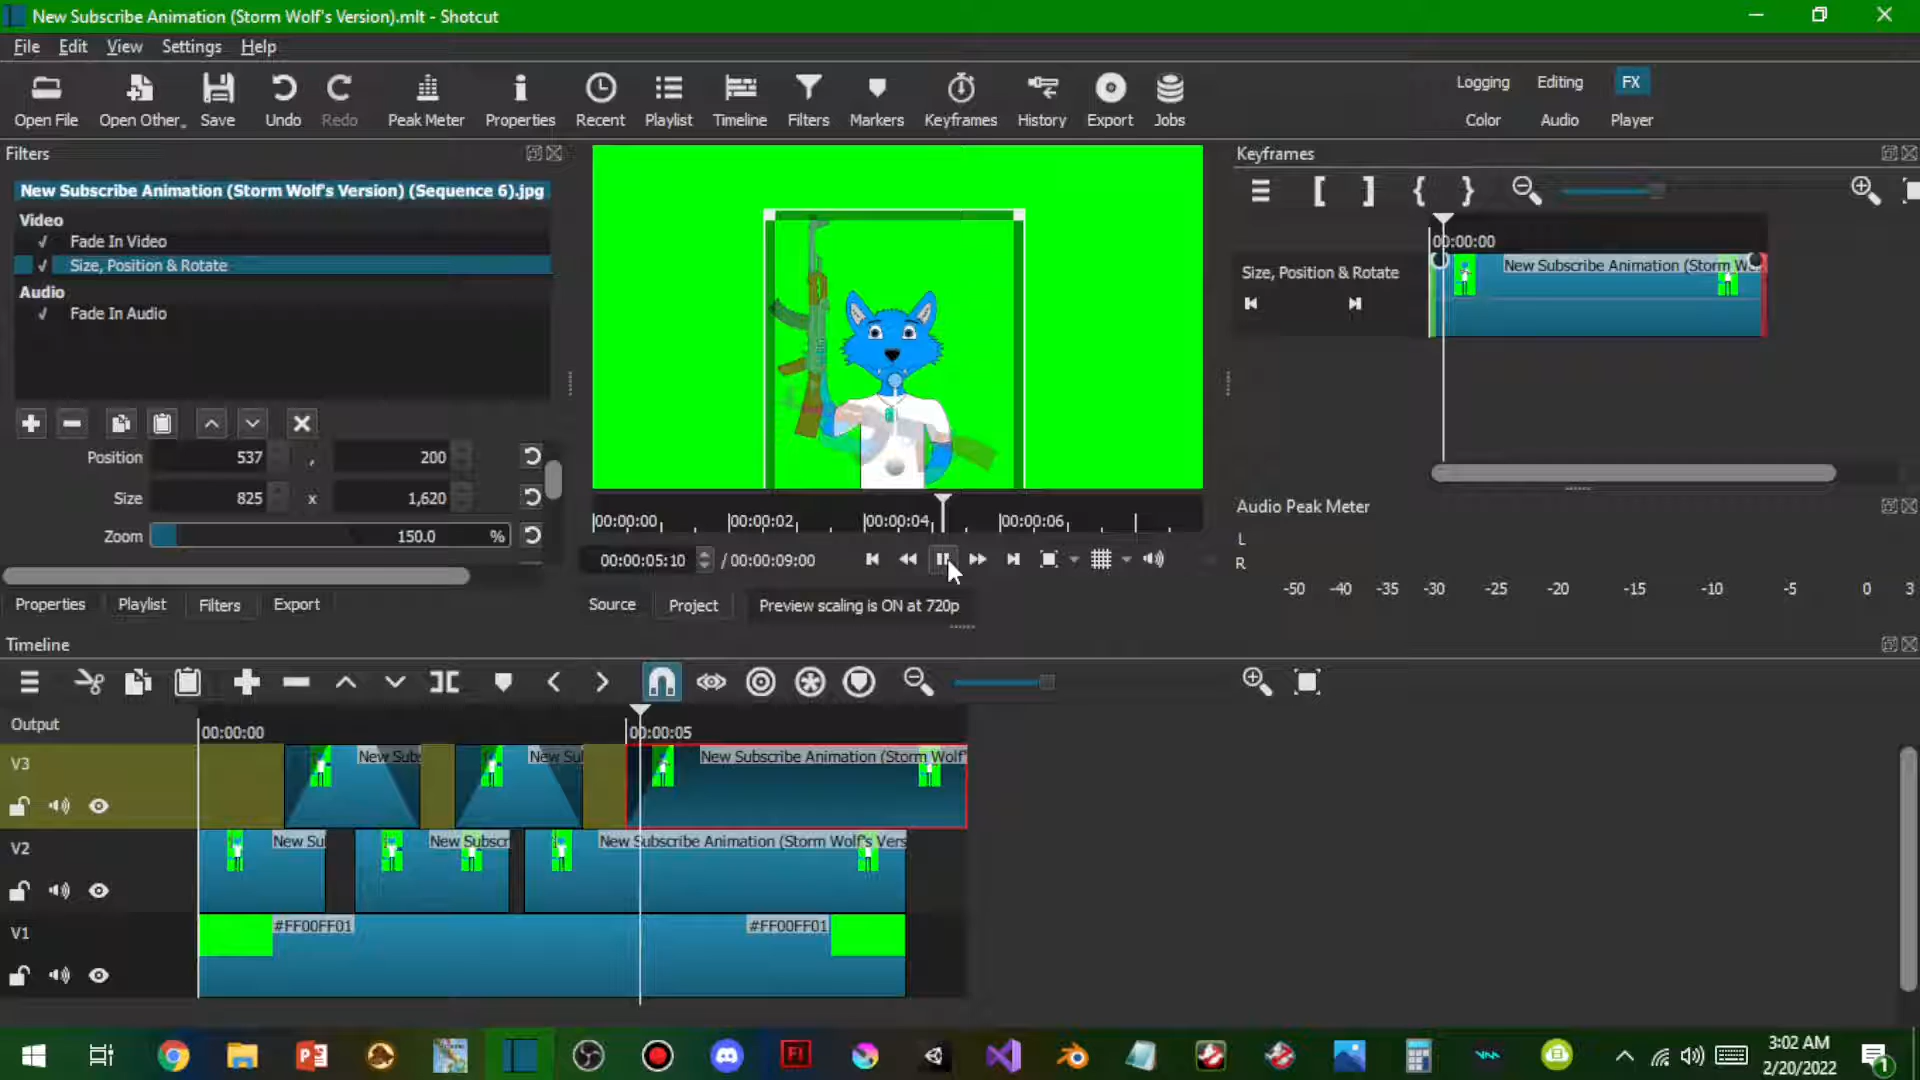 New Subscribe Animation (Storm Wolf's Version).mlt - Shotcut
File Edit View Settings Help
Open File Open Other... Save Undo Redo Peak Meter Properties Recent Playlist Timeline Filters Markers Keyframes History Export Jobs
Logging Editing FX
Color Audio Player
Filters
New Subscribe Animation (Storm Wolf's Version) (Sequence 6).jpg
Video
Fade In Video
Size, Position & Rotate
Audio
Fade In Audio
Position 537 , 200
Size 825 x 1,620
Zoom 150.0 %
Properties Playlist Filters Export
00:00:00 00:00:02 00:00:04 00:00:06
00:00:05:10 / 00:00:09:00
Source Project Preview scaling is ON at 720p
Keyframes
00:00:00
Size, Position & Rotate
New Subscribe Animation (Storm Wo
Audio Peak Meter
L
R
-50 -40 -35 -30 -25 -20 -15 -10 -5 0 3
Timeline
Output
00:00:00 00:00:05
V3
New Subs New Sul New Subscribe Animation (Storm Wolf'
V2
New Su New Subscr New Subscribe Animation (Storm Wolf's Vers
V1
#FF00FF01 #FF00FF01
3:02 AM
2/20/2022
1